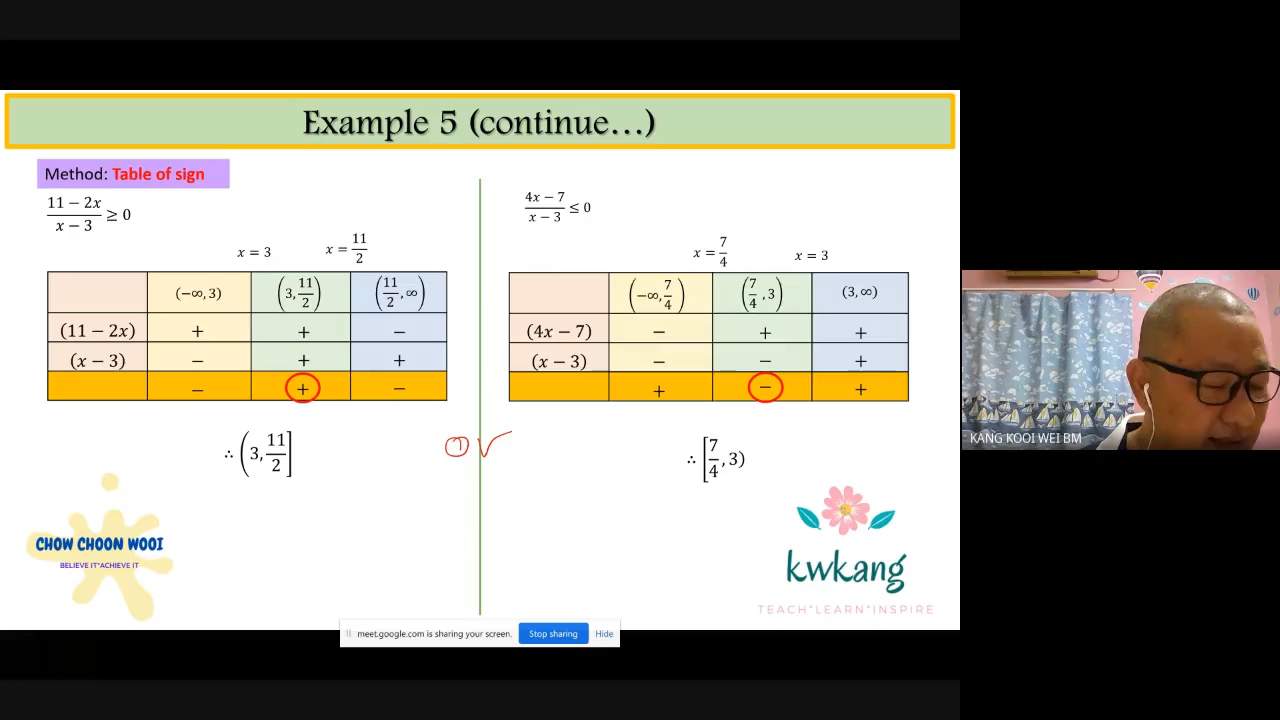 Example 5 (continue...)
Method: Table of sign
11 − 2x / x − 3 ≥ 0
x = 3
x = 11/2
(−∞, 3) (3, 11/2) (11/2, ∞)
(11 − 2x) + + −
(x − 3) − + +
− + −
∴ (3, 11/2]
4x − 7 / x − 3 ≤ 0
x = 7/4
x = 3
(−∞, 7/4) (7/4, 3) (3, ∞)
(4x − 7) − + +
(x − 3) − − +
+ − +
∴ [7/4, 3)
CHOW CHOON WOOI
BELIEVE IT*ACHIEVE IT
kwkang
TEACH*LEARN*INSPIRE
meet.google.com is sharing your screen. Stop sharing Hide
KANG KOOI WEI BM